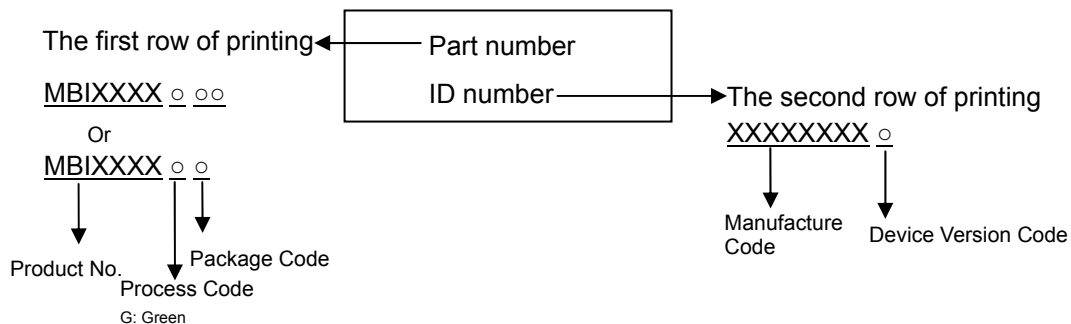 The first row of printing
Part number
MBIXXXX ○ ○○
Or
MBIXXXX ○ ○
Product No.
Process Code
G: Green
Package Code
ID number
The second row of printing
XXXXXXXX ○
Manufacture
Code
Device Version Code